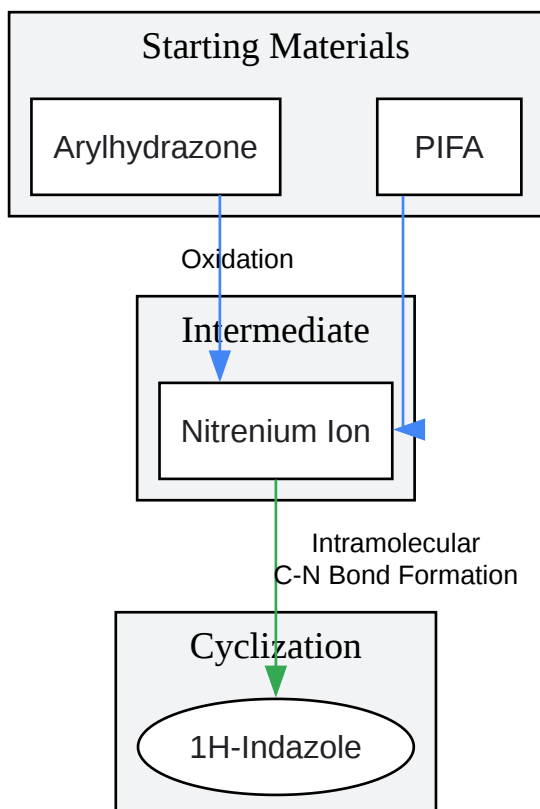 Starting Materials
Arylhydrazone
PIFA
Oxidation
Intermediate
Nitrenium Ion
Intramolecular
C-N Bond Formation
Cyclization
1H-Indazole